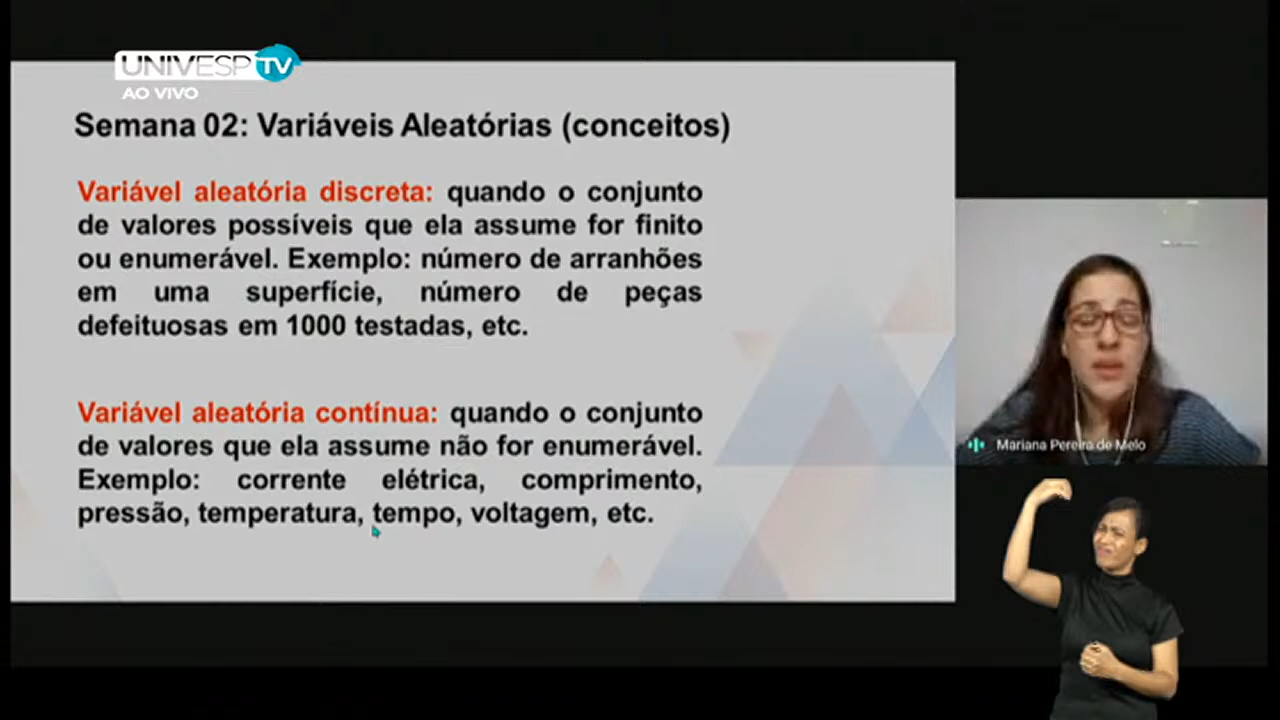 UNIVESP TV
AO VIVO
Semana 02: Variáveis Aleatórias (conceitos)
Variável aleatória discreta: quando o conjunto
de valores possíveis que ela assume for finito
ou enumerável. Exemplo: número de arranhões
em uma superfície, número de peças
defeituosas em 1000 testadas, etc.
Variável aleatória contínua: quando o conjunto
de valores que ela assume não for enumerável.
Exemplo: corrente elétrica, comprimento,
pressão, temperatura, tempo, voltagem, etc.
Mariana Pereira de Melo